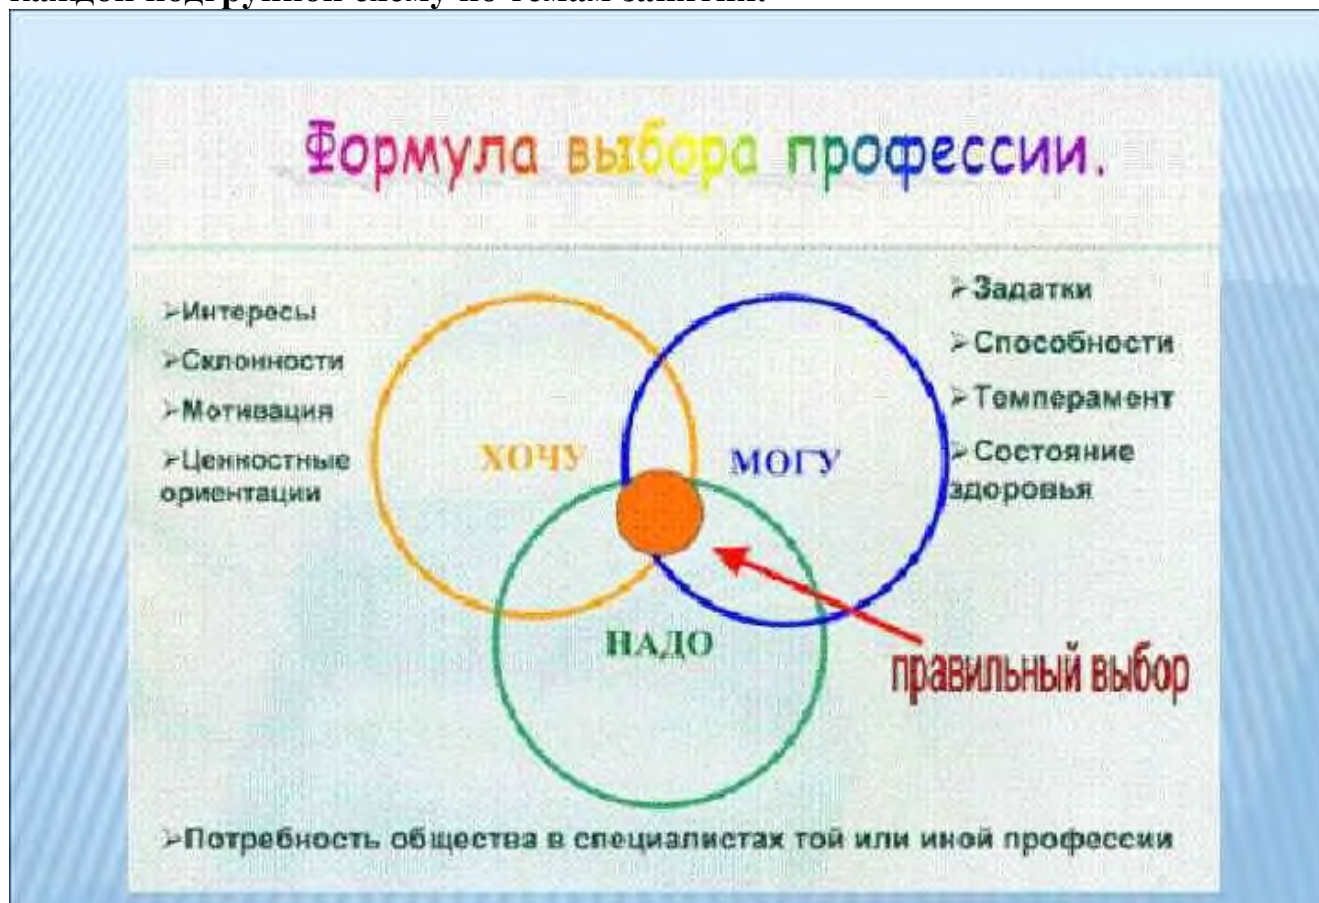 Формула выбора профессии.
➢Интересы
➢Склонности
➢Мотивация
➢Ценностные
ориентации
ХОЧУ
МОГУ
НАДО
➢Задатки
➢Способности
➢Темперамент
➢Состояние
здоровья
правильный выбор
➢Потребность общества в специалистах той или иной профессии